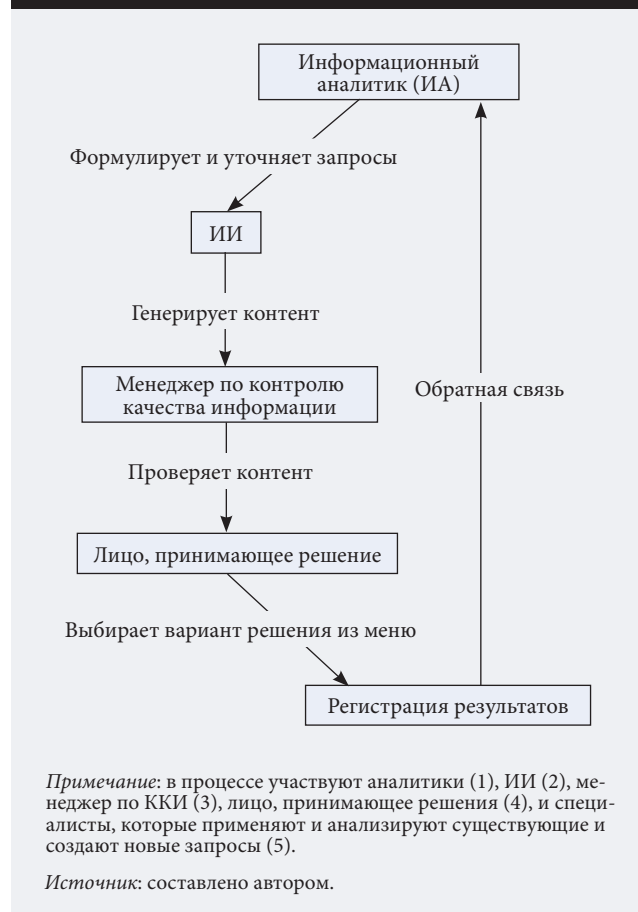 Информационный
аналитик (ИА)
Формулирует и уточняет запросы
ИИ
Генерирует контент
Менеджер по контролю
качества информации
Обратная связь
Проверяет контент
Лицо, принимающее решение
Выбирает вариант решения из меню
Регистрация результатов
Примечание: в процессе участвуют аналитики (1), ИИ (2), ме-
неджер по ККИ (3), лицо, принимающее решения (4), и специ-
алисты, которые применяют и анализируют существующие и
создают новые запросы (5).
Источник: составлено автором.